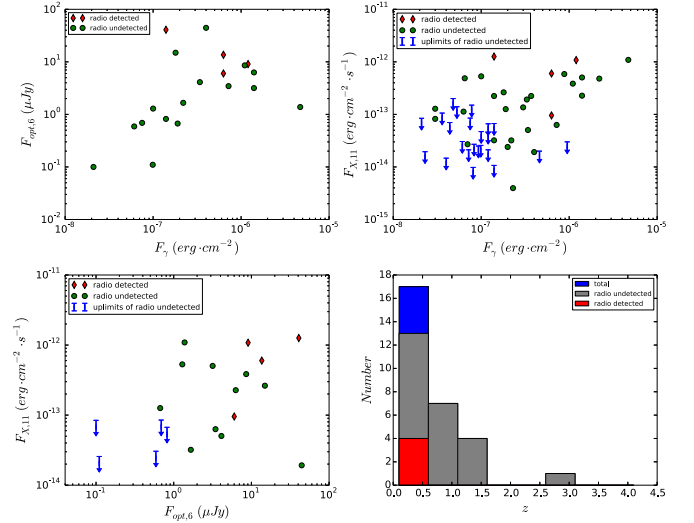 radio detected
radio undetected
10^2
10^1
10^0
10^-1
10^-2
F_opt,6 (μJy)
10^-8 10^-7 10^-6 10^-5
F_γ (erg·cm^-2)
radio detected
radio undetected
uplimits of radio undetected
10^-11
10^-12
10^-13
10^-14
10^-15
F_X,11 (erg·cm^-2·s^-1)
10^-8 10^-7 10^-6 10^-5
F_γ (erg·cm^-2)
radio detected
radio undetected
uplimits of radio undetected
10^-11
10^-12
10^-13
10^-14
F_X,11 (erg·cm^-2·s^-1)
10^-1 10^0 10^1 10^2
F_opt,6 (μJy)
total
radio undetected
radio detected
18
16
14
12
10
8
6
4
2
0
Number
0.0 0.5 1.0 1.5 2.0 2.5 3.0 3.5 4.0 4.5
z